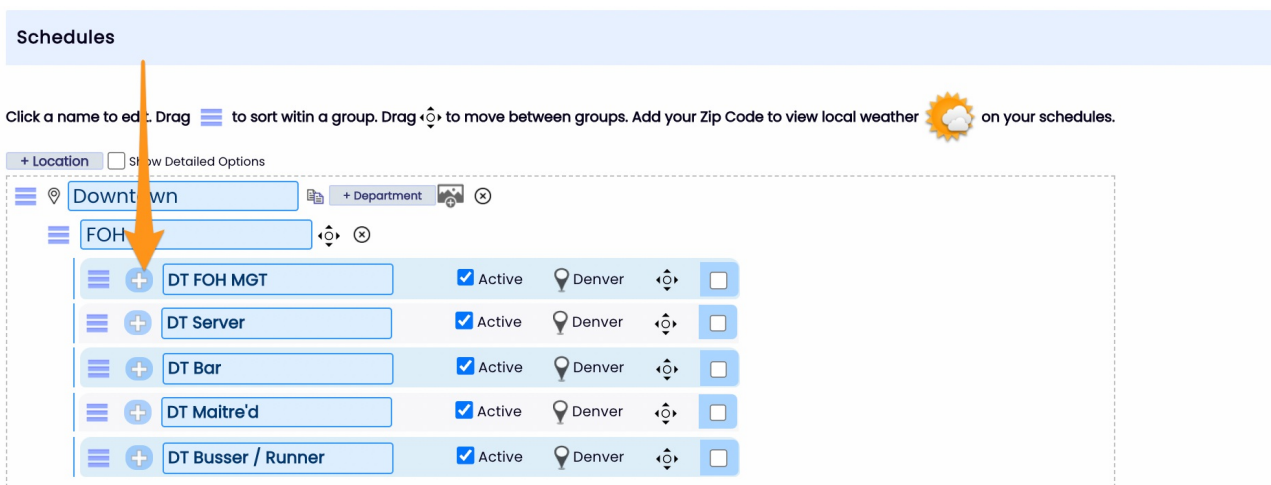 Schedules
Click a name to edit. Drag to sort witin a group. Drag to move between groups. Add your Zip Code to view local weather on your schedules.
+ Location Show Detailed Options
Downtown + Department
FOH
DT FOH MGT Active Denver
DT Server Active Denver
DT Bar Active Denver
DT Maitre'd Active Denver
DT Busser / Runner Active Denver